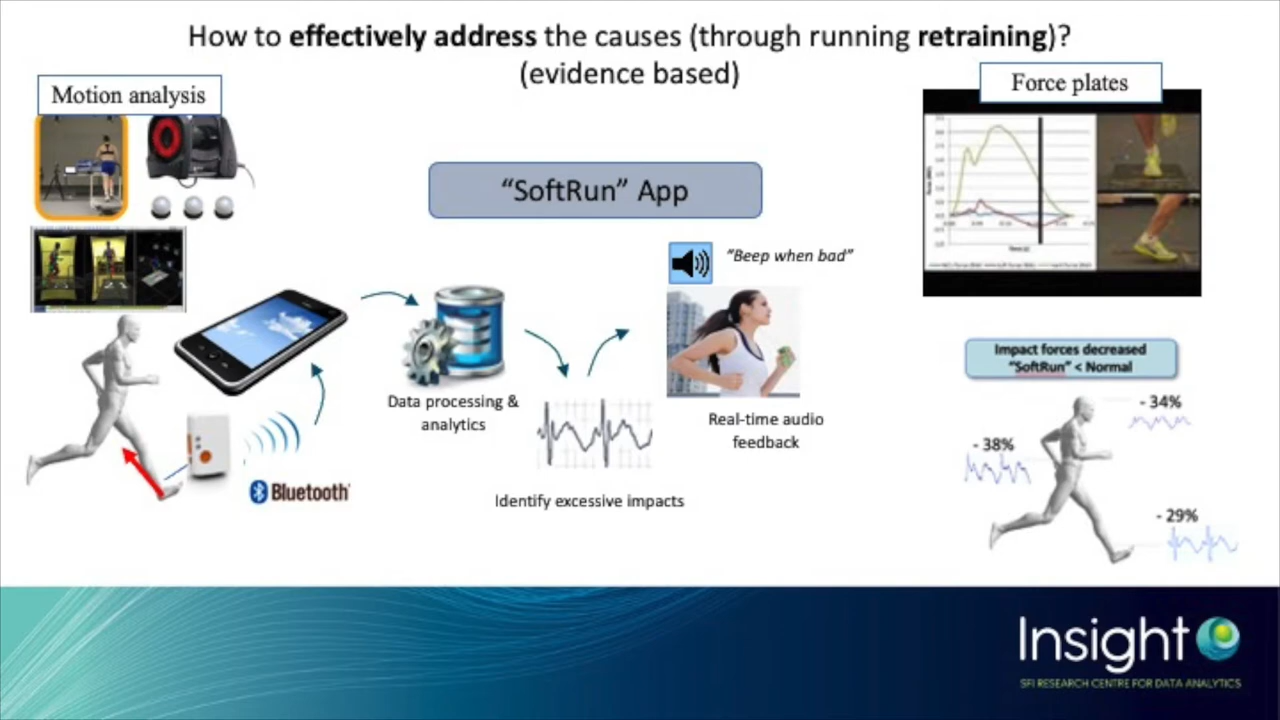 How to effectively address the causes (through running retraining)?
(evidence based)
Motion analysis
Force plates
“SoftRun” App
“Beep when bad”
Data processing &
analytics
Real-time audio
feedback
Identify excessive impacts
Bluetooth
Impact forces decreased
“SoftRun” < Normal
- 34%
- 38%
- 29%
Insight
SFI RESEARCH CENTRE FOR DATA ANALYTICS